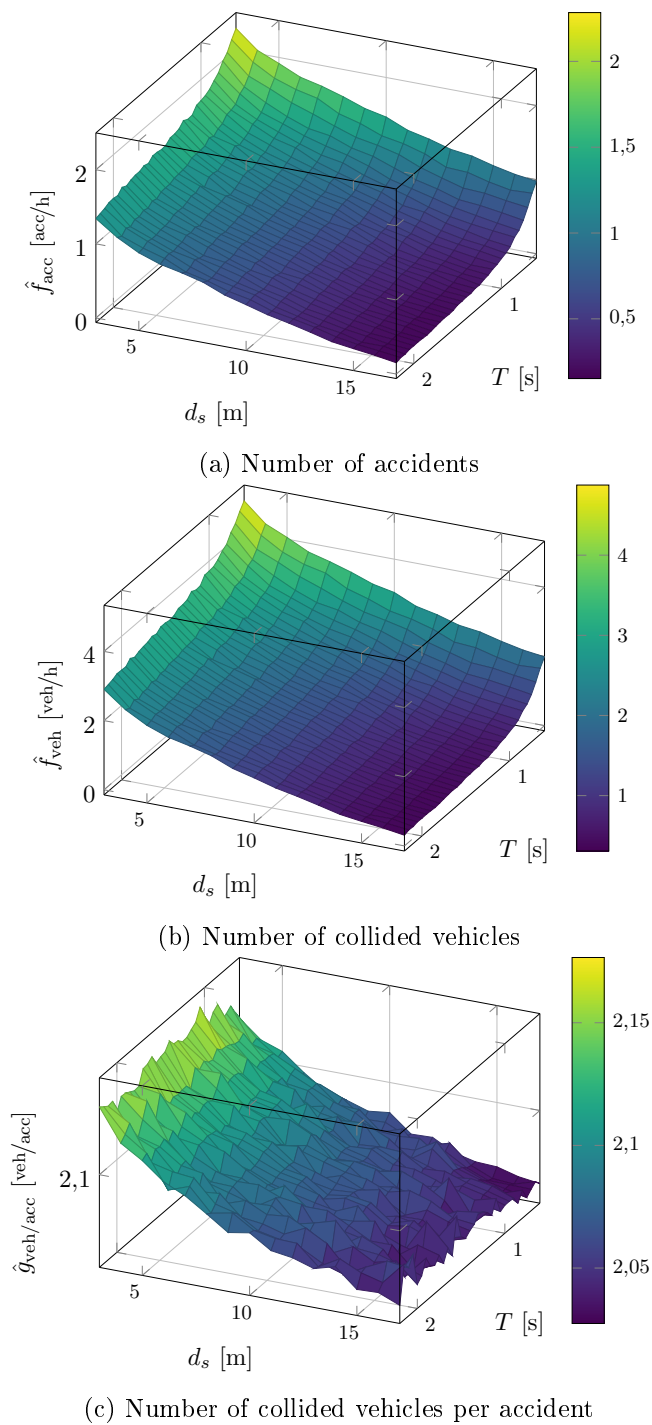 2
1
0
f̂acc [acc/h]
5
10
15
ds [m]
1
2
T [s]
2
1,5
1
0,5
(a) Number of accidents
4
2
0
f̂veh [veh/h]
5
10
15
ds [m]
1
2
T [s]
4
3
2
1
(b) Number of collided vehicles
2,1
ĝveh/acc [veh/acc]
5
10
15
ds [m]
1
2
T [s]
2,15
2,1
2,05
(c) Number of collided vehicles per accident